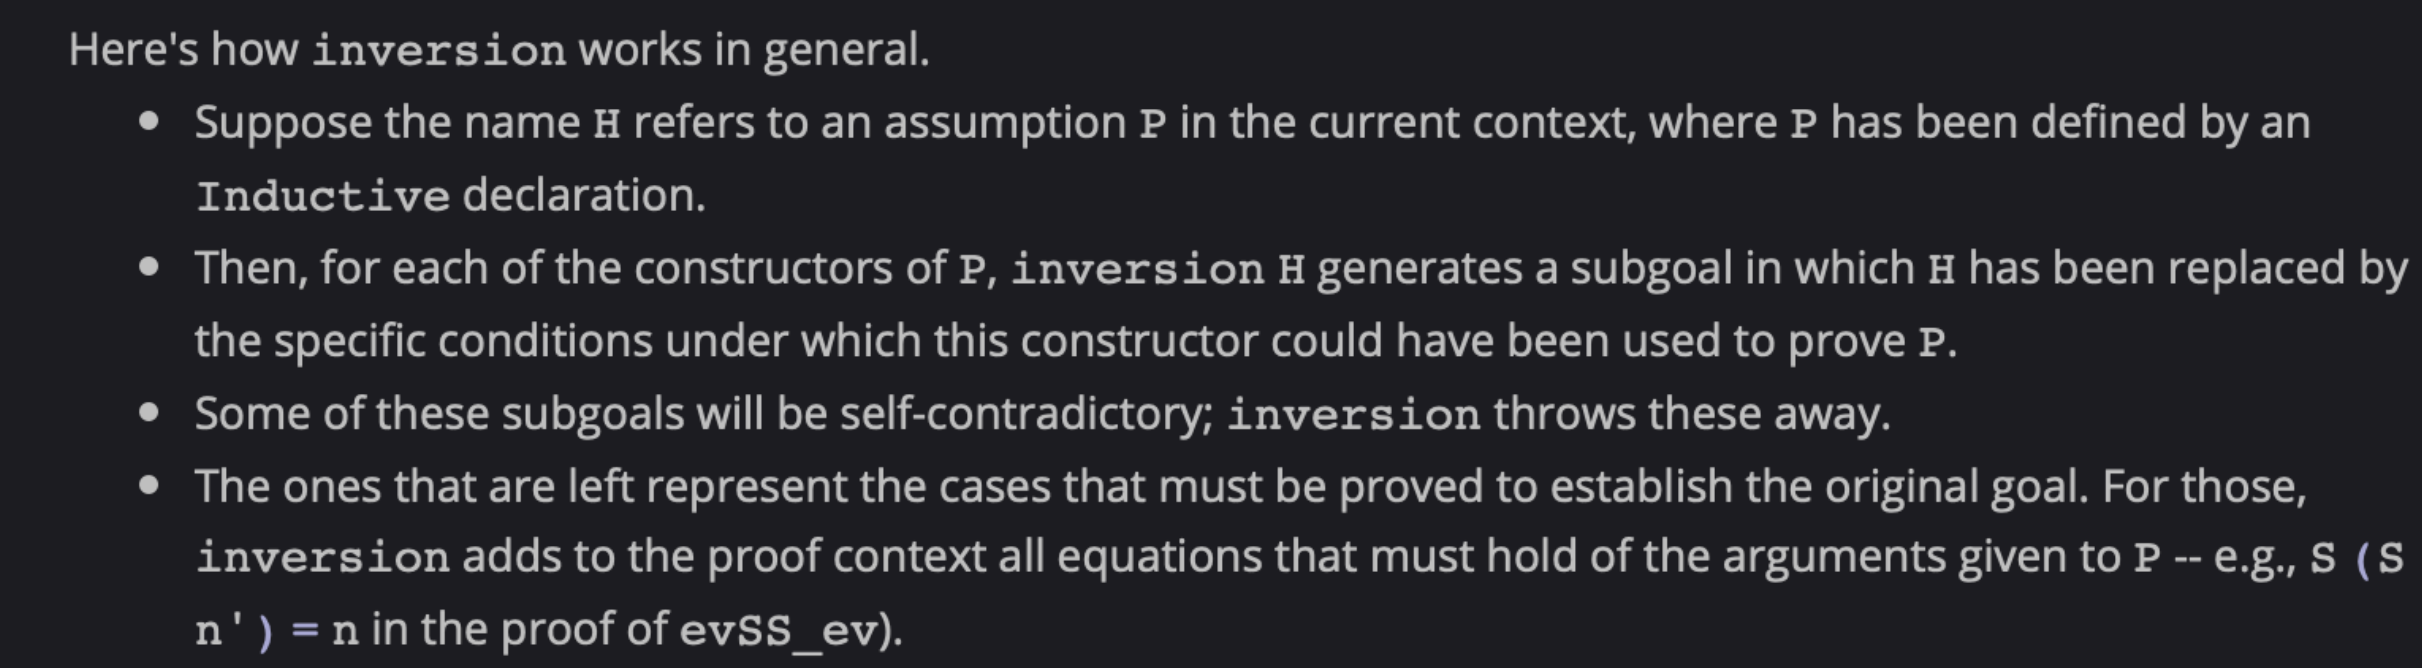 Here's how inversion works in general.
• Suppose the name H refers to an assumption P in the current context, where P has been defined by an
Inductive declaration.
• Then, for each of the constructors of P, inversion H generates a subgoal in which H has been replaced by
the specific conditions under which this constructor could have been used to prove P.
• Some of these subgoals will be self-contradictory; inversion throws these away.
• The ones that are left represent the cases that must be proved to establish the original goal. For those,
inversion adds to the proof context all equations that must hold of the arguments given to P -- e.g., S (S
n') = n in the proof of evSS_ev).